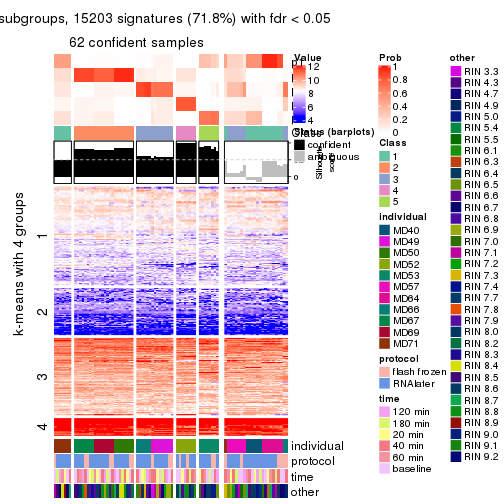 subgroups, 15203 signatures (71.8%) with fdr < 0.05
62 confident samples
k-means with 4 groups
1
2
3
4
Value
12
10
8
6
4
Status (barplots)
confident
ambiguous
0
Silhouette
score
individual
protocol
time
other
Prob
1
0.8
0.6
0.4
0.2
0
Class
1
2
3
4
5
individual
MD40
MD49
MD50
MD52
MD53
MD57
MD64
MD66
MD67
MD69
MD71
protocol
flash frozen
RNAlater
time
120 min
180 min
20 min
40 min
60 min
baseline
other
RIN 3.3
RIN 4.3
RIN 4.7
RIN 4.9
RIN 5.0
RIN 5.4
RIN 5.5
RIN 6.1
RIN 6.3
RIN 6.4
RIN 6.5
RIN 6.6
RIN 6.7
RIN 6.8
RIN 6.9
RIN 7.0
RIN 7.1
RIN 7.2
RIN 7.3
RIN 7.4
RIN 7.7
RIN 7.8
RIN 7.9
RIN 8.0
RIN 8.2
RIN 8.3
RIN 8.4
RIN 8.5
RIN 8.6
RIN 8.7
RIN 8.8
RIN 8.9
RIN 9.0
RIN 9.1
RIN 9.2